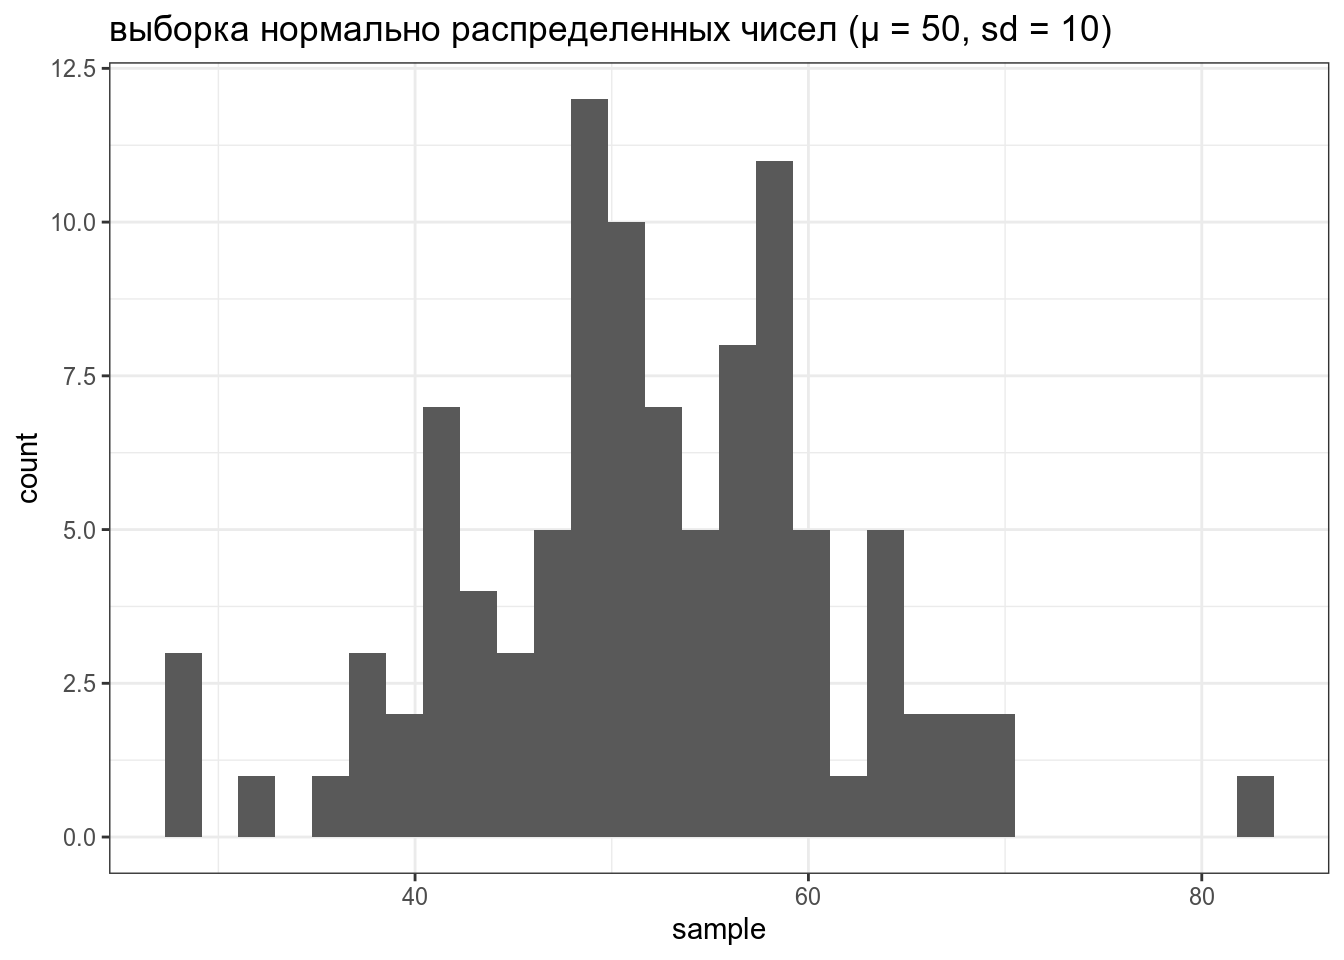 выборка нормально распределенных чисел (μ = 50, sd = 10)
12.5
10.0
7.5
5.0
2.5
0.0
count
40 60 80
sample